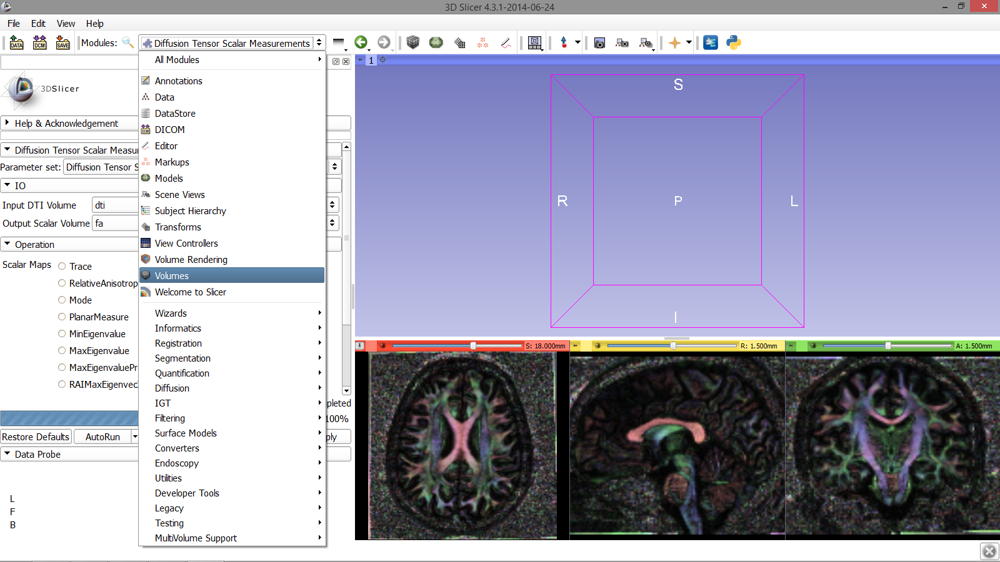 3D Slicer 4.3.1-2014-06-24
File Edit View Help
DATA DCM SAVE Modules: Diffusion Tensor Scalar Measurements
All Modules
Annotations
Data
DataStore
DICOM
Editor
Markups
Models
Scene Views
Subject Hierarchy
Transforms
View Controllers
Volume Rendering
Volumes
Welcome to Slicer
Wizards
Informatics
Registration
Segmentation
Quantification
Diffusion
IGT
Filtering
Surface Models
Converters
Endoscopy
Utilities
Developer Tools
Legacy
Testing
MultiVolume Support
3DSlicer
Help & Acknowledgement
Diffusion Tensor Scalar Measu
Parameter set: Diffusion Tensor S
IO
Input DTI Volume dti
Output Scalar Volume fa
Operation
Scalar Maps Trace
RelativeAnisotrop
Mode
PlanarMeasure
MinEigenvalue
MaxEigenvalue
MaxEigenvaluePr
RAIMaxEigenvec
pleted
100%
Restore Defaults AutoRun ply
Data Probe
L
F
B
1
S
R P L
I
S: 18.000mm R: 1.500mm A: 1.500mm